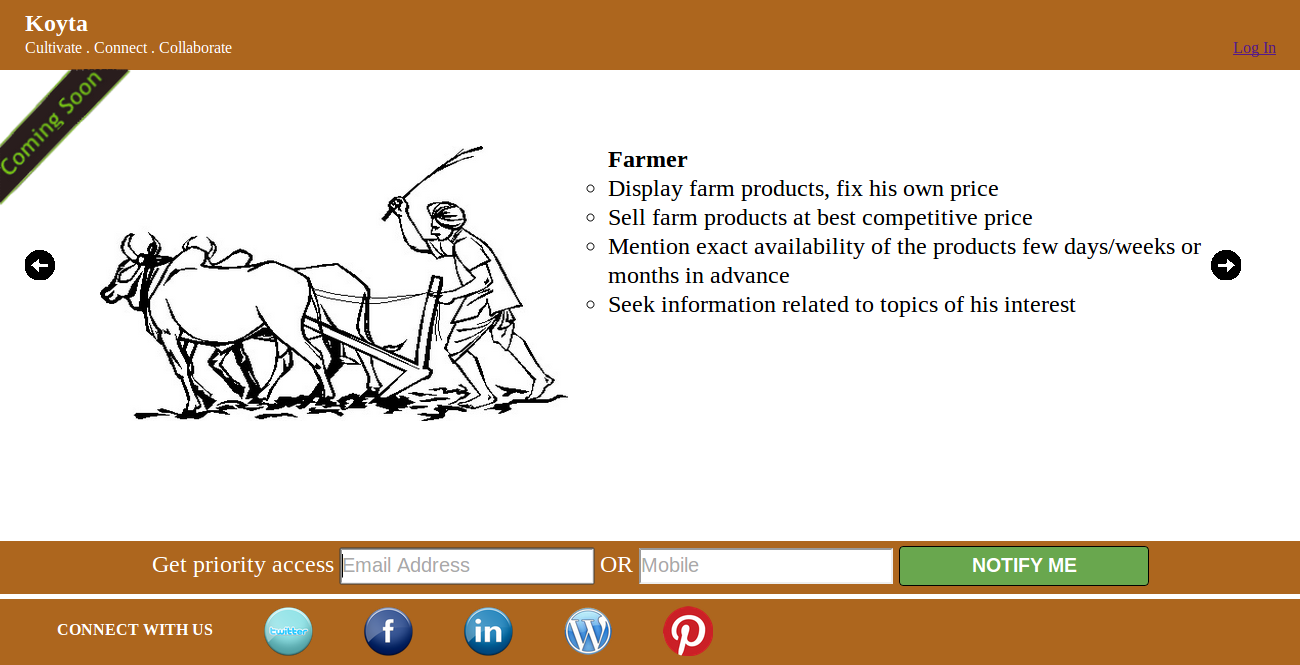 Koyta
Cultivate . Connect . Collaborate
Log In
Coming Soon
Farmer
Display farm products, fix his own price
Sell farm products at best competitive price
Mention exact availability of the products few days/weeks or
months in advance
Seek information related to topics of his interest
Get priority access Email Address OR Mobile NOTIFY ME
CONNECT WITH US twitter f in W P